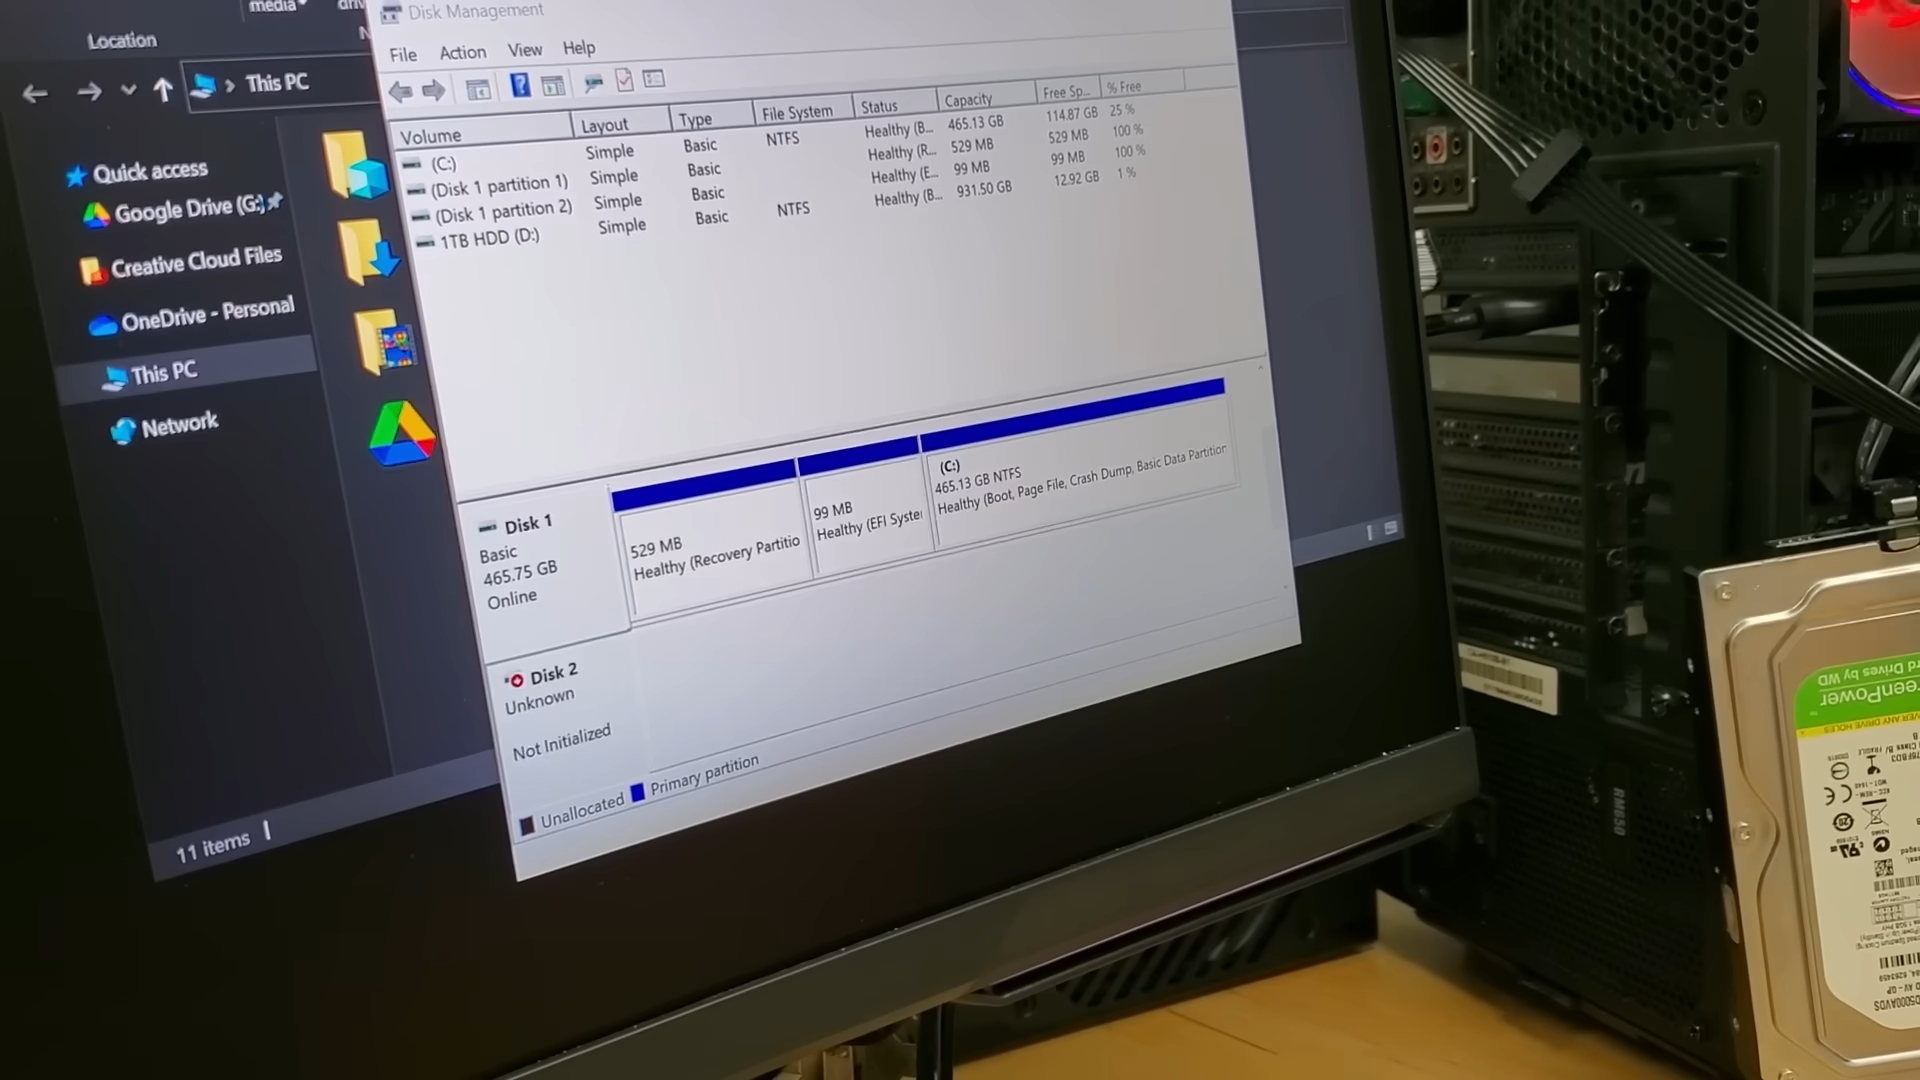 media
Location
This PC
Quick access
Google Drive (G:)
Creative Cloud Files
OneDrive - Personal
This PC
Network
11 items
Disk Management
File Action View Help
Volume Layout Type File System Status Capacity Free Sp... % Free
(C:) Simple Basic NTFS Healthy (B... 465.13 GB 114.87 GB 25 %
(Disk 1 partition 1) Simple Basic Healthy (R... 529 MB 529 MB 100 %
(Disk 1 partition 2) Simple Basic Healthy (E... 99 MB 99 MB 100 %
1TB HDD (D:) Simple Basic NTFS Healthy (B... 931.50 GB 12.92 GB 1 %
Disk 1
Basic
465.75 GB
Online
529 MB
Healthy (Recovery Partitio
99 MB
Healthy (EFI Syste
(C:)
465.13 GB NTFS
Healthy (Boot, Page File, Crash Dump, Basic Data Partition
Disk 2
Unknown
Not Initialized
Unallocated Primary partition
RM650
rd Drives by WD
reenPower
D5000AVDS